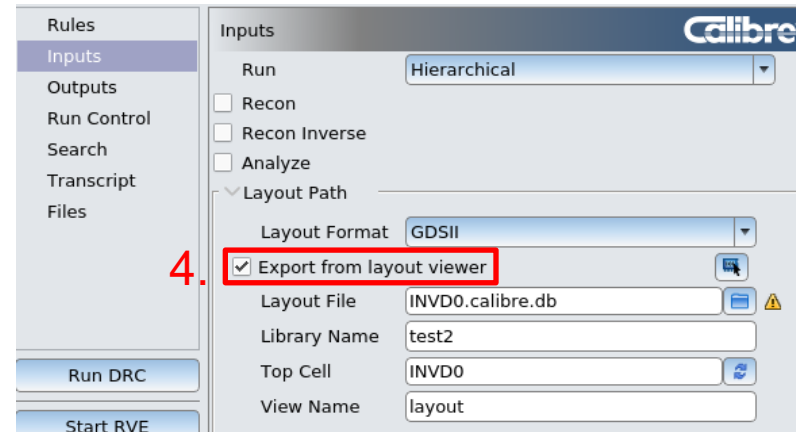 Rules
Inputs
Outputs
Run Control
Search
Transcript
Files
Run DRC
Start RVE
Inputs
Calibre
Run Hierarchical
Recon
Recon Inverse
Analyze
Layout Path
Layout Format GDSII
4. Export from layout viewer
Layout File INVD0.calibre.db
Library Name test2
Top Cell INVD0
View Name layout